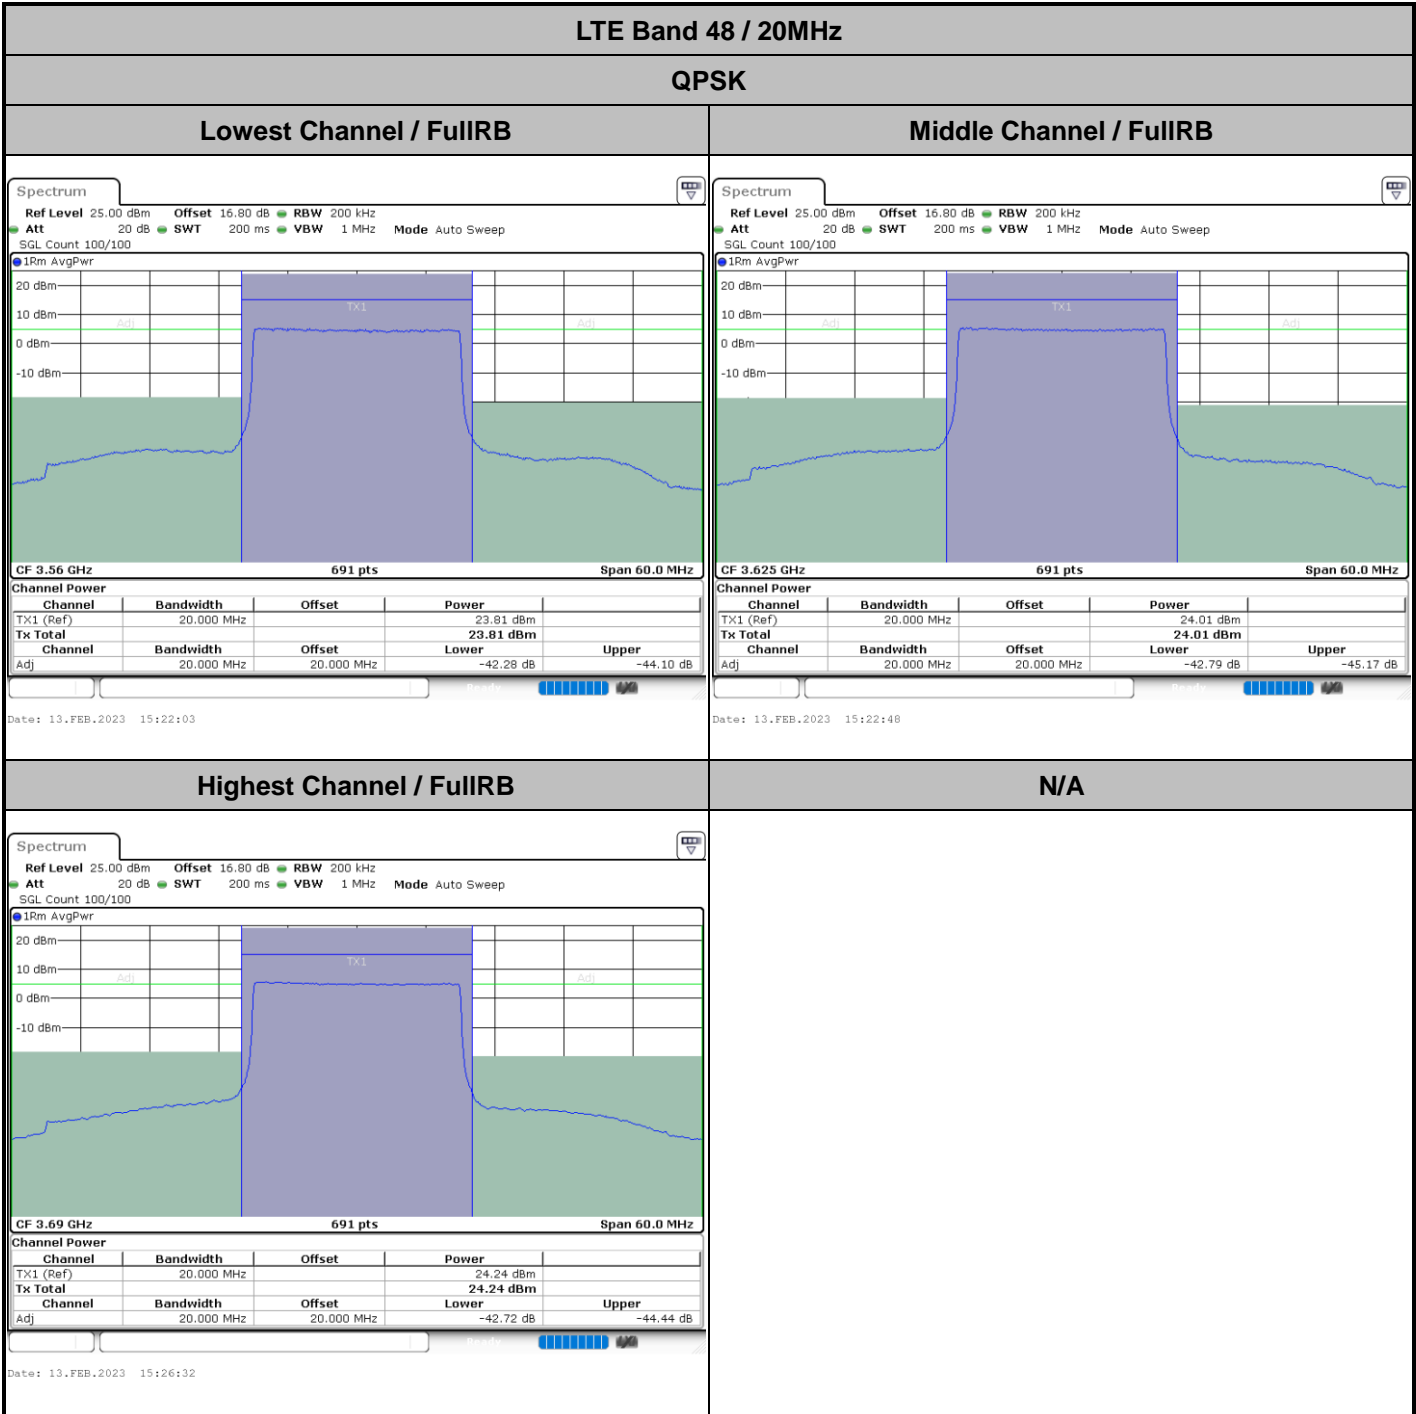 LTE Band 48 / 20MHz
QPSK
Lowest Channel / FullRB
Middle Channel / FullRB
Spectrum
Ref Level 25.00 dBm Offset 16.80 dB RBW 200 kHz
Att 20 dB SWT 200 ms VBW 1 MHz Mode Auto Sweep
SGL Count 100/100
1Rm AvgPwr
20 dBm
TX1
10 dBm
Adj
Adj
0 dBm
-10 dBm
CF 3.56 GHz 691 pts Span 60.0 MHz
Channel Power
Channel Bandwidth Offset Power
TX1 (Ref) 20.000 MHz 23.81 dBm
Tx Total 23.81 dBm
Channel Bandwidth Offset Lower Upper
Adj 20.000 MHz 20.000 MHz -42.28 dB -44.10 dB
Ready
Date: 13.FEB.2023 15:22:03
Spectrum
Ref Level 25.00 dBm Offset 16.80 dB RBW 200 kHz
Att 20 dB SWT 200 ms VBW 1 MHz Mode Auto Sweep
SGL Count 100/100
1Rm AvgPwr
20 dBm
TX1
10 dBm
Adj
Adj
0 dBm
-10 dBm
CF 3.625 GHz 691 pts Span 60.0 MHz
Channel Power
Channel Bandwidth Offset Power
TX1 (Ref) 20.000 MHz 24.01 dBm
Tx Total 24.01 dBm
Channel Bandwidth Offset Lower Upper
Adj 20.000 MHz 20.000 MHz -42.79 dB -45.17 dB
Ready
Date: 13.FEB.2023 15:22:48
Highest Channel / FullRB
N/A
Spectrum
Ref Level 25.00 dBm Offset 16.80 dB RBW 200 kHz
Att 20 dB SWT 200 ms VBW 1 MHz Mode Auto Sweep
SGL Count 100/100
1Rm AvgPwr
20 dBm
TX1
10 dBm
Adj
Adj
0 dBm
-10 dBm
CF 3.69 GHz 691 pts Span 60.0 MHz
Channel Power
Channel Bandwidth Offset Power
TX1 (Ref) 20.000 MHz 24.24 dBm
Tx Total 24.24 dBm
Channel Bandwidth Offset Lower Upper
Adj 20.000 MHz 20.000 MHz -42.72 dB -44.44 dB
Ready
Date: 13.FEB.2023 15:26:32